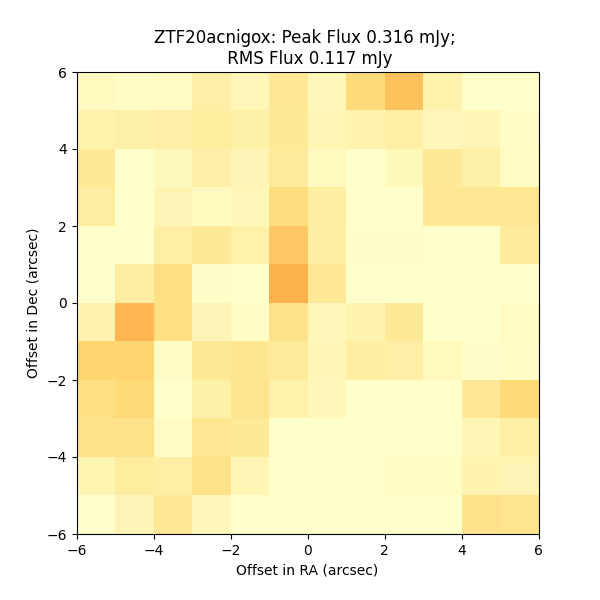 ZTF20acnigox: Peak Flux 0.316 mJy;
RMS Flux 0.117 mJy
6
4
2
0
−2
−4
−6
Offset in Dec (arcsec)
−6 −4 −2 0 2 4 6
Offset in RA (arcsec)